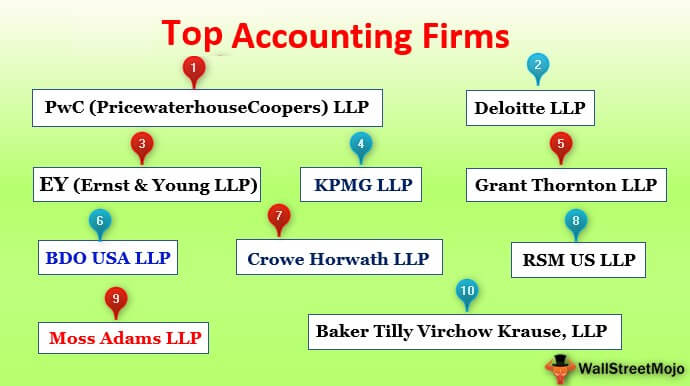 Top Accounting Firms
1
PwC (PricewaterhouseCoopers) LLP
2
Deloitte LLP
3
EY (Ernst & Young LLP)
4
KPMG LLP
5
Grant Thornton LLP
6
BDO USA LLP
7
Crowe Horwath LLP
8
RSM US LLP
9
Moss Adams LLP
10
Baker Tilly Virchow Krause, LLP
WallStreetMojo